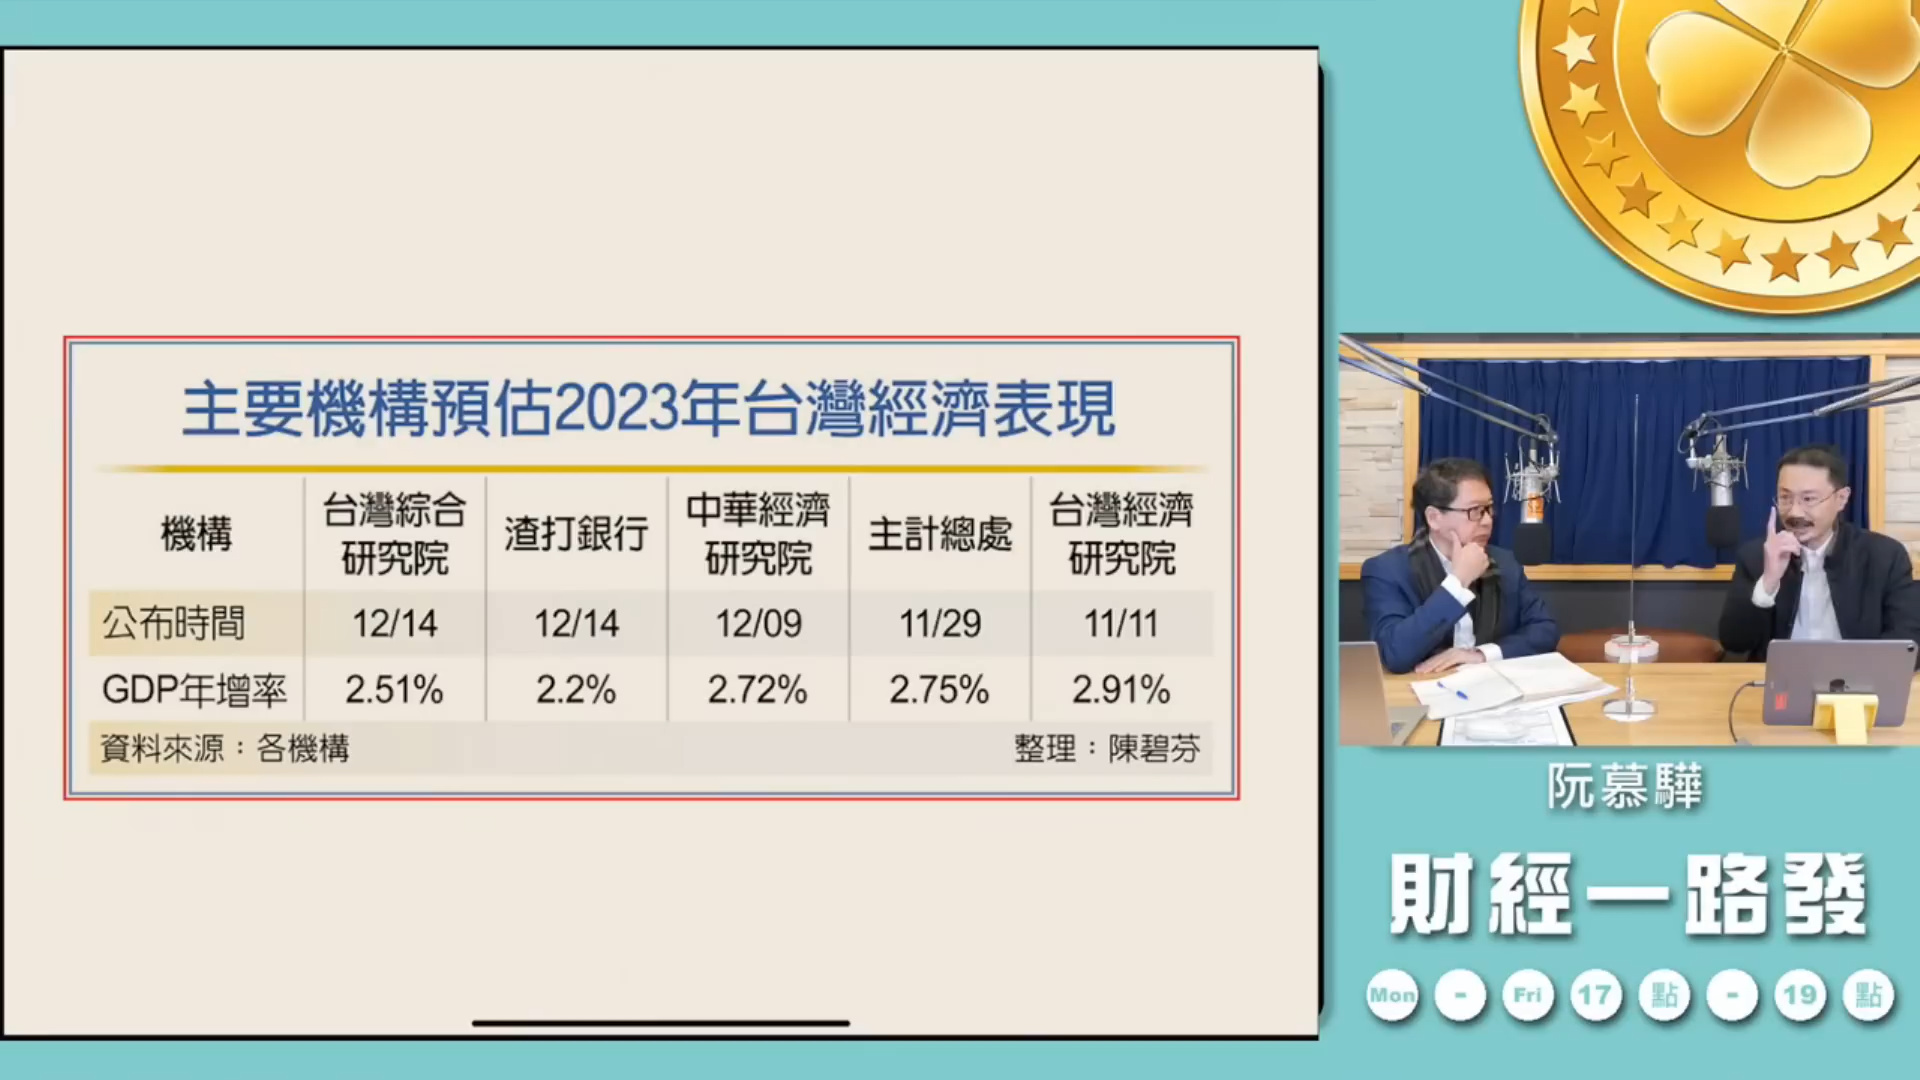 主要機構預估2023年台灣經濟表現
機構 台灣綜合研究院 渣打銀行 中華經濟研究院 主計總處 台灣經濟研究院
公布時間 12/14 12/14 12/09 11/29 11/11
GDP年增率 2.51% 2.2% 2.72% 2.75% 2.91%
資料來源：各機構 整理：陳碧芬
阮慕驊
財經一路發
Mon - Fri 17 點 - 19 點